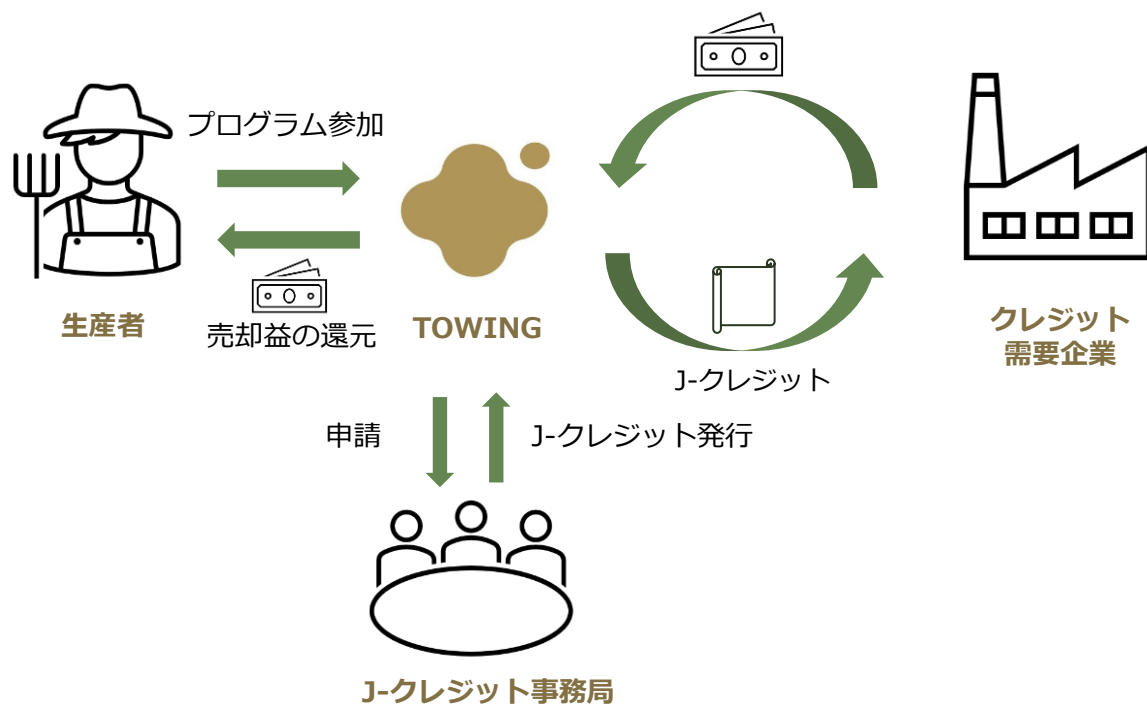 プログラム参加
生産者
売却益の還元
TOWING
J-クレジット
クレジット
需要企業
申請
J-クレジット発行
J-クレジット事務局